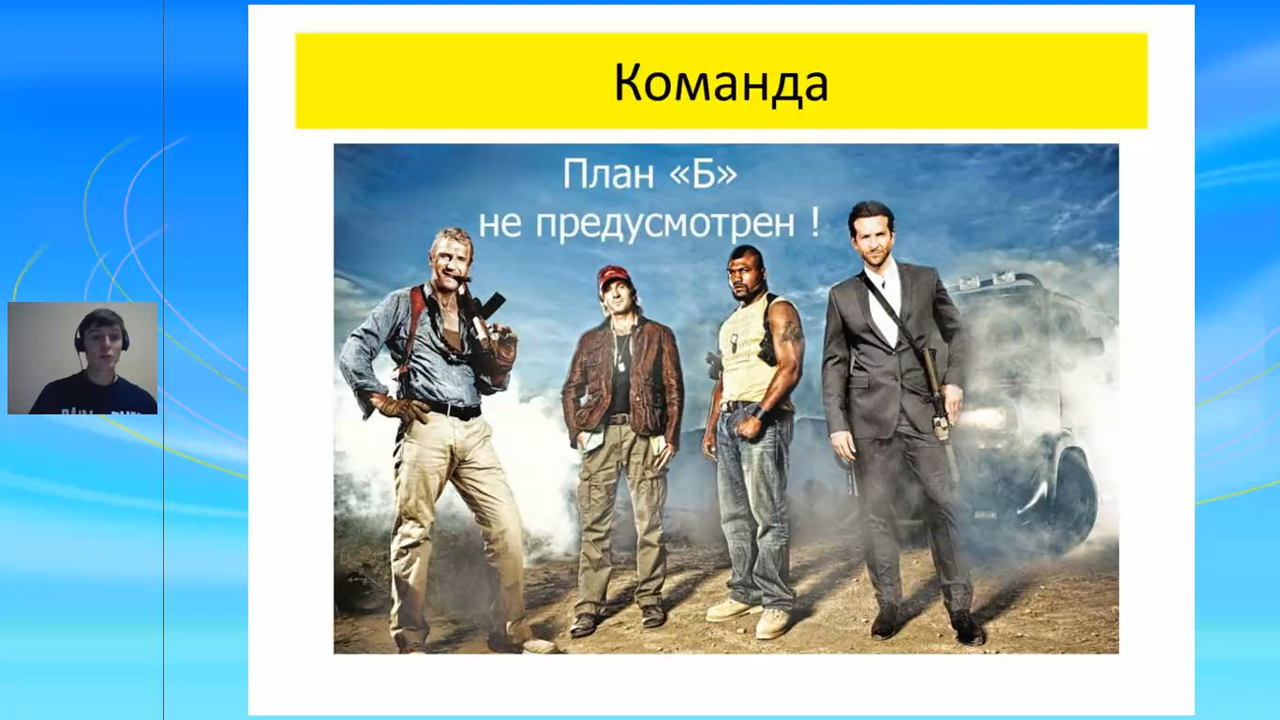 Команда
План «Б»
не предусмотрен !